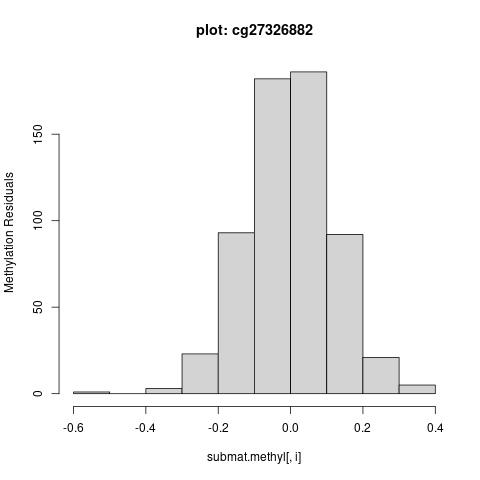 plot: cg27326882
Methylation Residuals
150
100
50
0
-0.6 -0.4 -0.2 0.0 0.2 0.4
submat.methyl[, i]